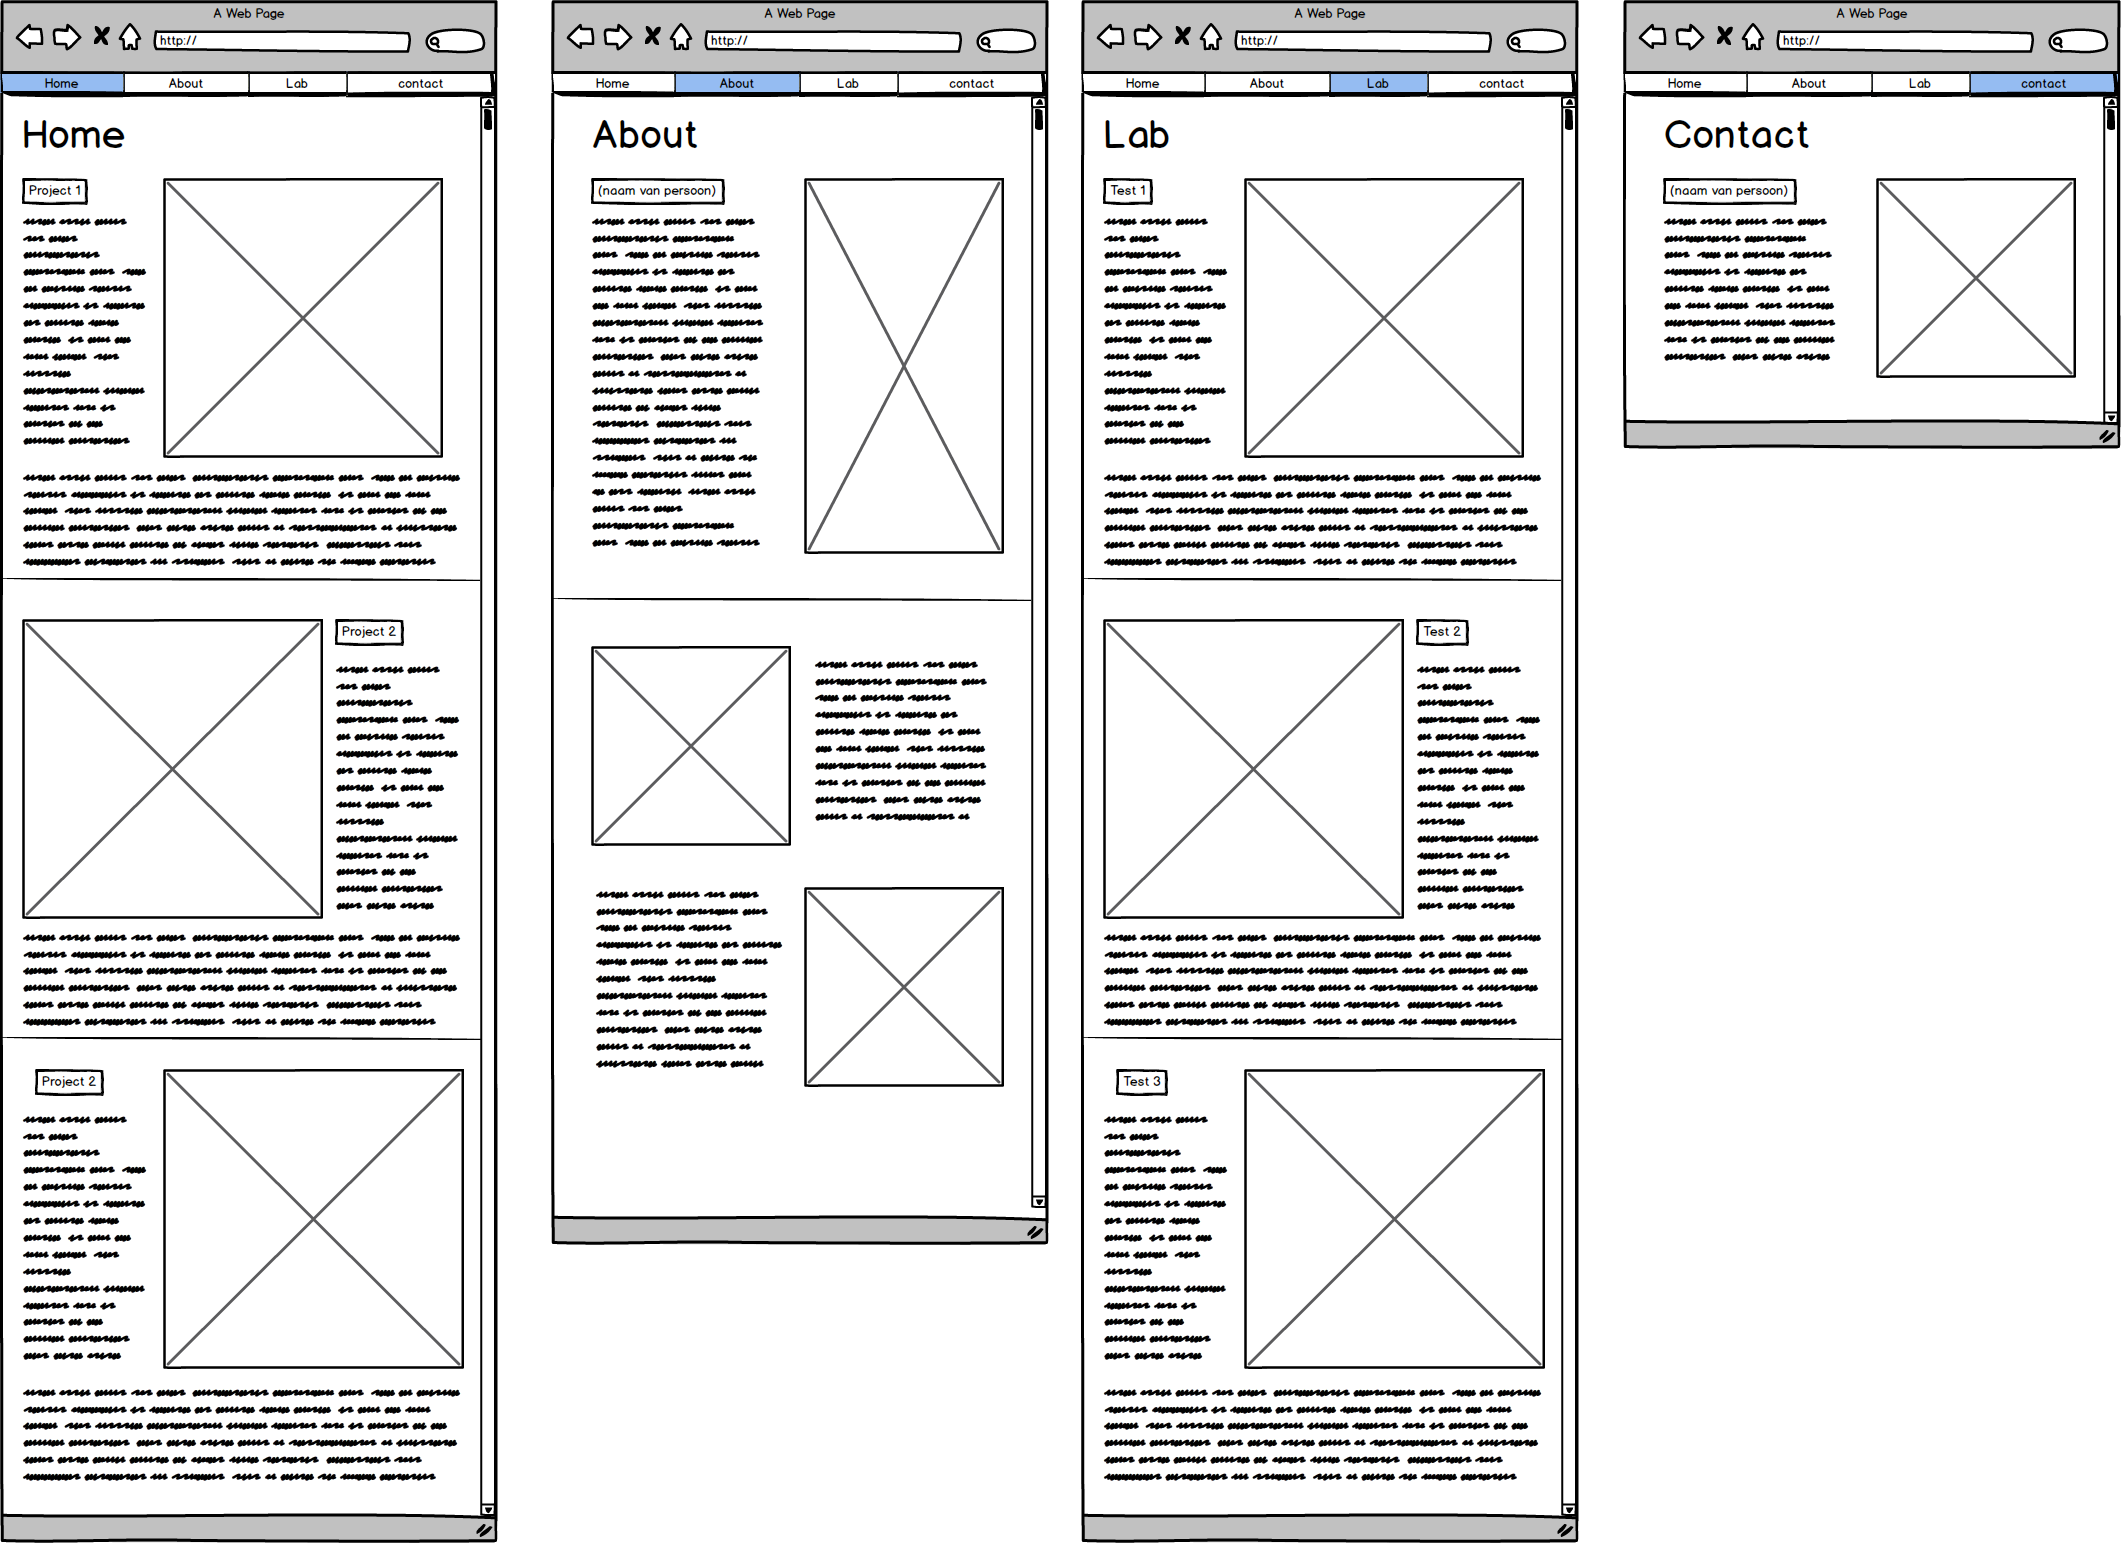 A Web Page
http://
Home About Lab contact
Home
Project 1
Project 2
Project 2
A Web Page
http://
Home About Lab contact
About
(naam van persoon)
A Web Page
http://
Home About Lab contact
Lab
Test 1
Test 2
Test 3
A Web Page
http://
Home About Lab contact
Contact
(naam van persoon)